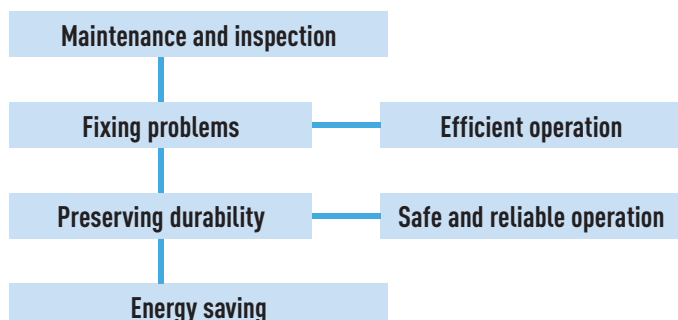 Maintenance and inspection
Fixing problems
Efficient operation
Preserving durability
Safe and reliable operation
Energy saving